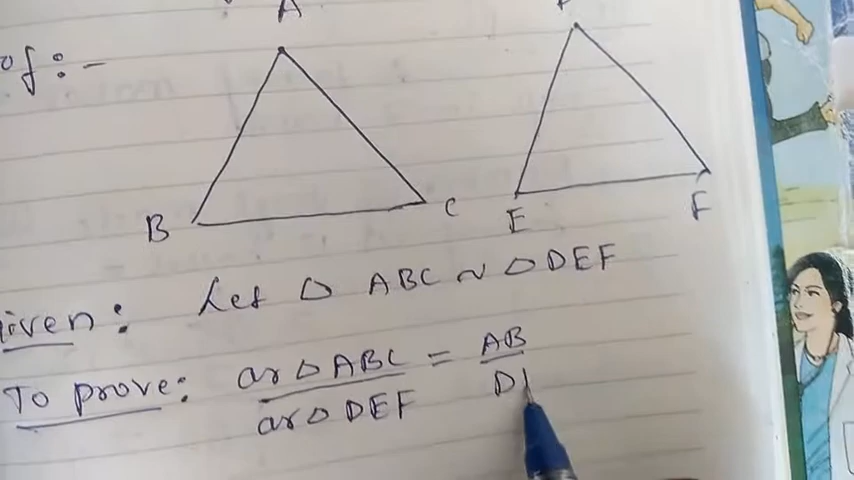 A
of :-
B
C
E
F
Given : Let △ ABC ~ △ DEF
To prove : ar△ABC / ar△DEF = AB / D